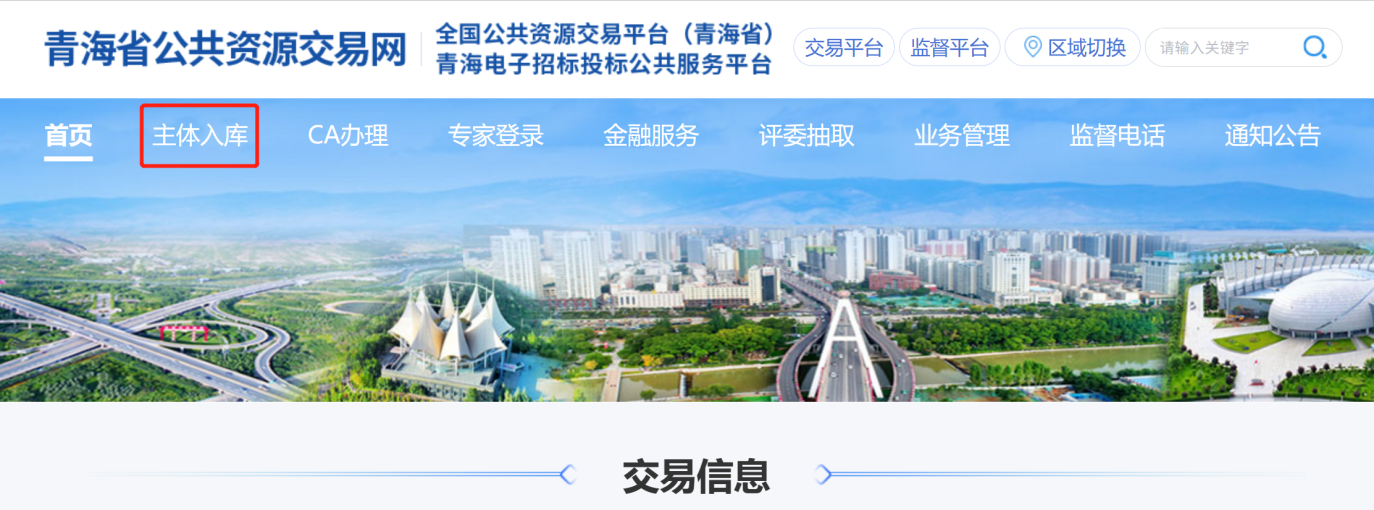 青海省公共资源交易网
全国公共资源交易平台（青海省）
青海电子招标投标公共服务平台
交易平台 监督平台 区域切换 请输入关键字
首页 主体入库 CA办理 专家登录 金融服务 评委抽取 业务管理 监督电话 通知公告
交易信息